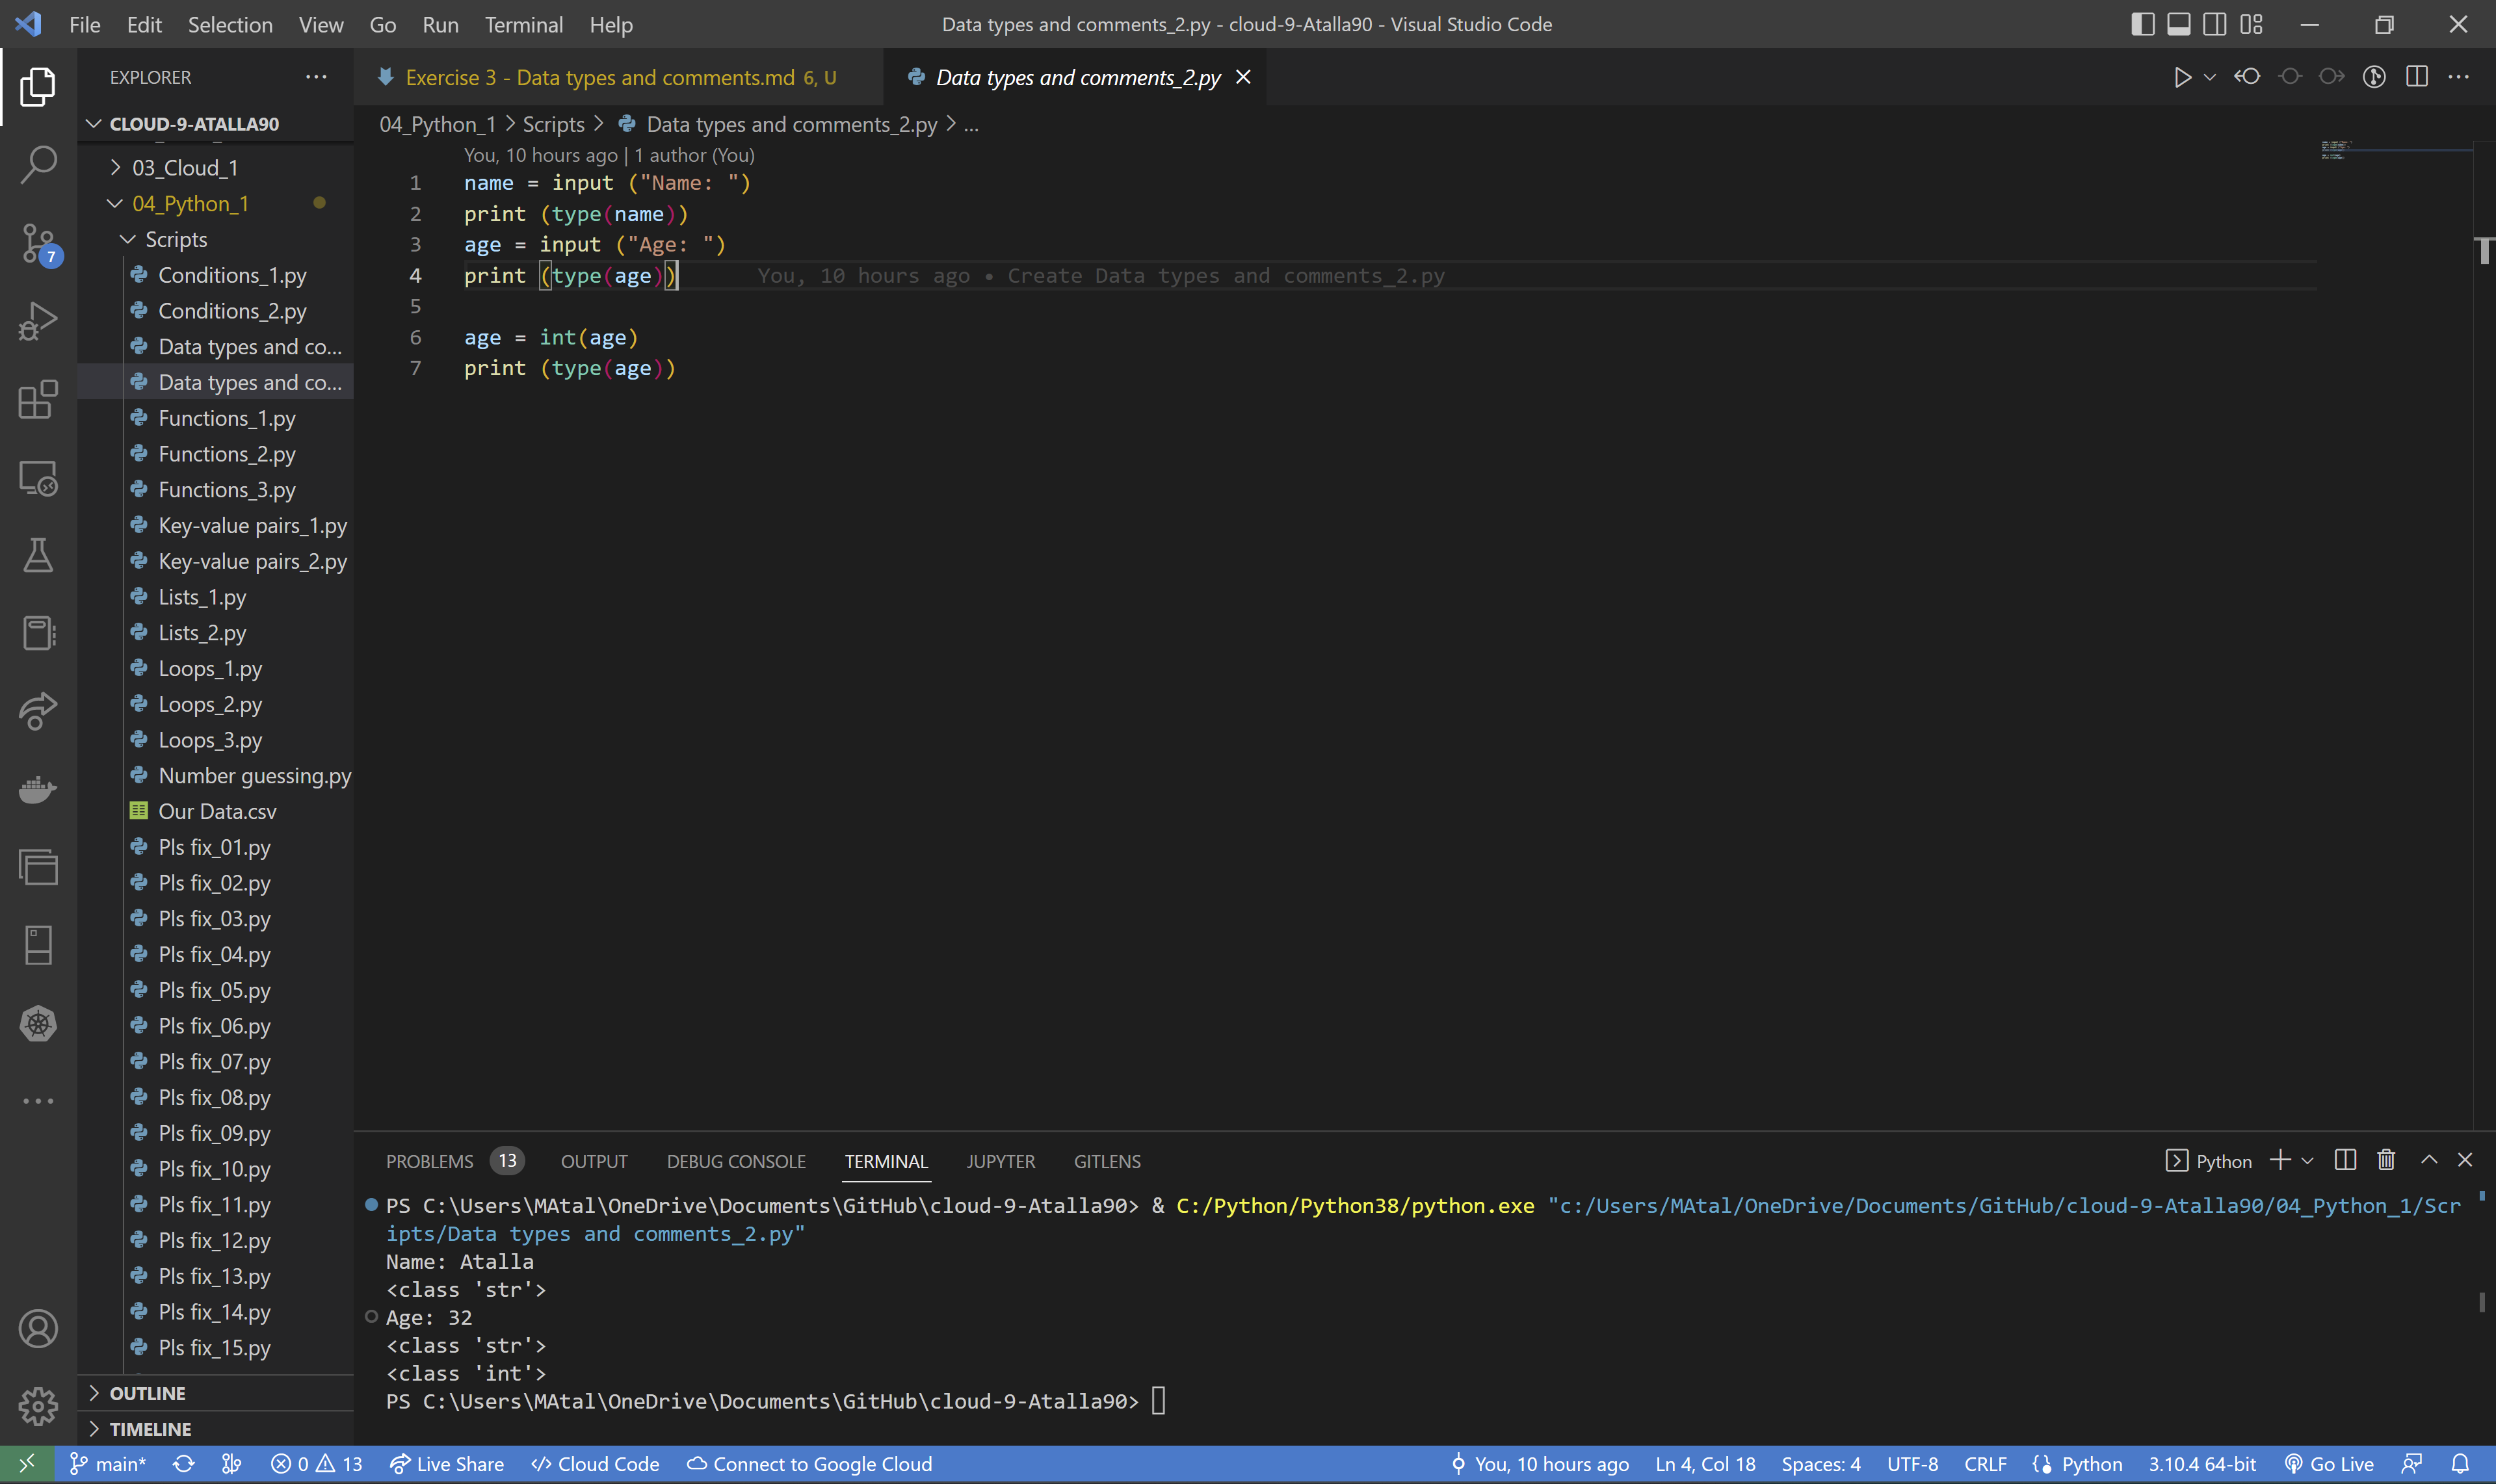 File Edit Selection View Go Run Terminal Help
Data types and comments_2.py - cloud-9-Atalla90 - Visual Studio Code
EXPLORER
CLOUD-9-ATALLA90
03_Cloud_1
04_Python_1
Scripts
Conditions_1.py
Conditions_2.py
Data types and co...
Data types and co...
Functions_1.py
Functions_2.py
Functions_3.py
Key-value pairs_1.py
Key-value pairs_2.py
Lists_1.py
Lists_2.py
Loops_1.py
Loops_2.py
Loops_3.py
Number guessing.py
Our Data.csv
Pls fix_01.py
Pls fix_02.py
Pls fix_03.py
Pls fix_04.py
Pls fix_05.py
Pls fix_06.py
Pls fix_07.py
Pls fix_08.py
Pls fix_09.py
Pls fix_10.py
Pls fix_11.py
Pls fix_12.py
Pls fix_13.py
Pls fix_14.py
Pls fix_15.py
OUTLINE
TIMELINE
7
Exercise 3 - Data types and comments.md 6, U
Data types and comments_2.py
04_Python_1 > Scripts > Data types and comments_2.py > ...
You, 10 hours ago | 1 author (You)
1 name = input ("Name: ")
2 print (type(name))
3 age = input ("Age: ")
4 print (type(age)) You, 10 hours ago • Create Data types and comments_2.py
5
6 age = int(age)
7 print (type(age))
PROBLEMS 13 OUTPUT DEBUG CONSOLE TERMINAL JUPYTER GITLENS
Python
PS C:\Users\MAtal\OneDrive\Documents\GitHub\cloud-9-Atalla90> & C:/Python/Python38/python.exe "c:/Users/MAtal/OneDrive/Documents/GitHub/cloud-9-Atalla90/04_Python_1/Scr
ipts/Data types and comments_2.py"
Name: Atalla
<class 'str'>
Age: 32
<class 'str'>
<class 'int'>
PS C:\Users\MAtal\OneDrive\Documents\GitHub\cloud-9-Atalla90>
main* 0 13 Live Share Cloud Code Connect to Google Cloud You, 10 hours ago Ln 4, Col 18 Spaces: 4 UTF-8 CRLF Python 3.10.4 64-bit Go Live